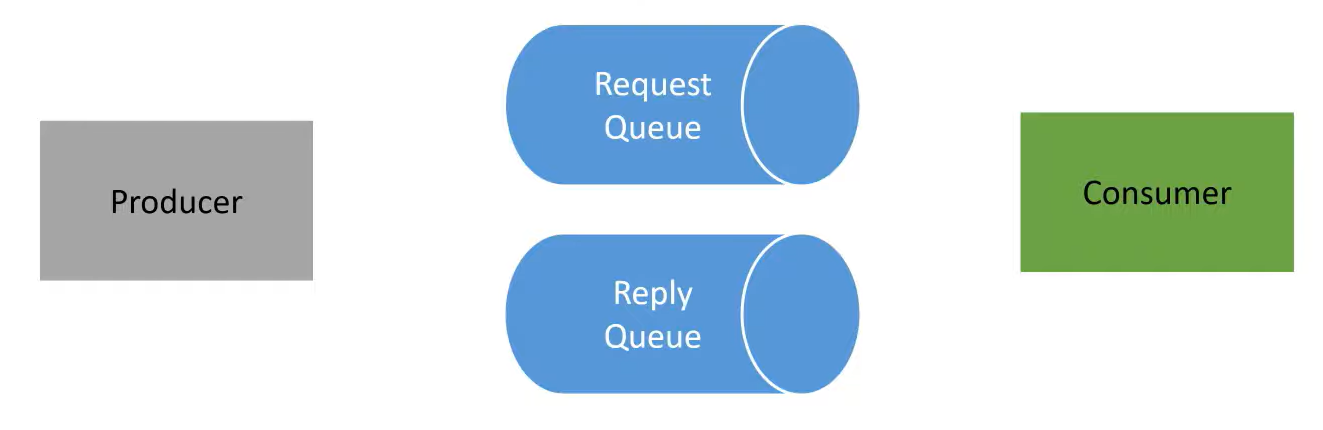 Producer
Request
Queue
Reply
Queue
Consumer